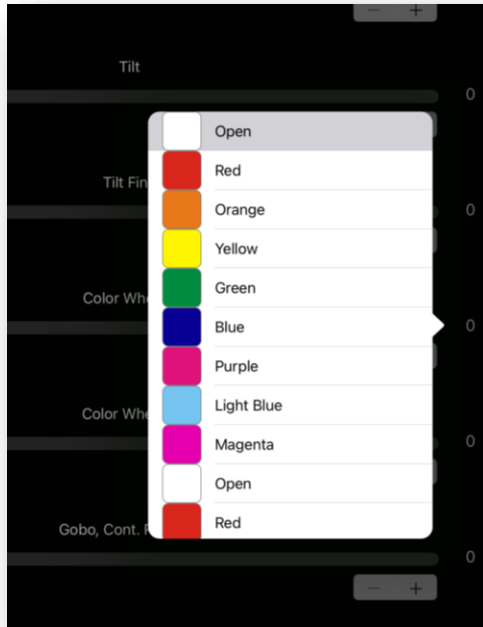 − +
Tilt
0
Open
Red
Tilt Fin
Orange
0
Yellow
Green
Color Whe
Blue
0
Purple
Light Blue
Color Whe
Magenta
0
Open
Red
Gobo, Cont.
0
− +